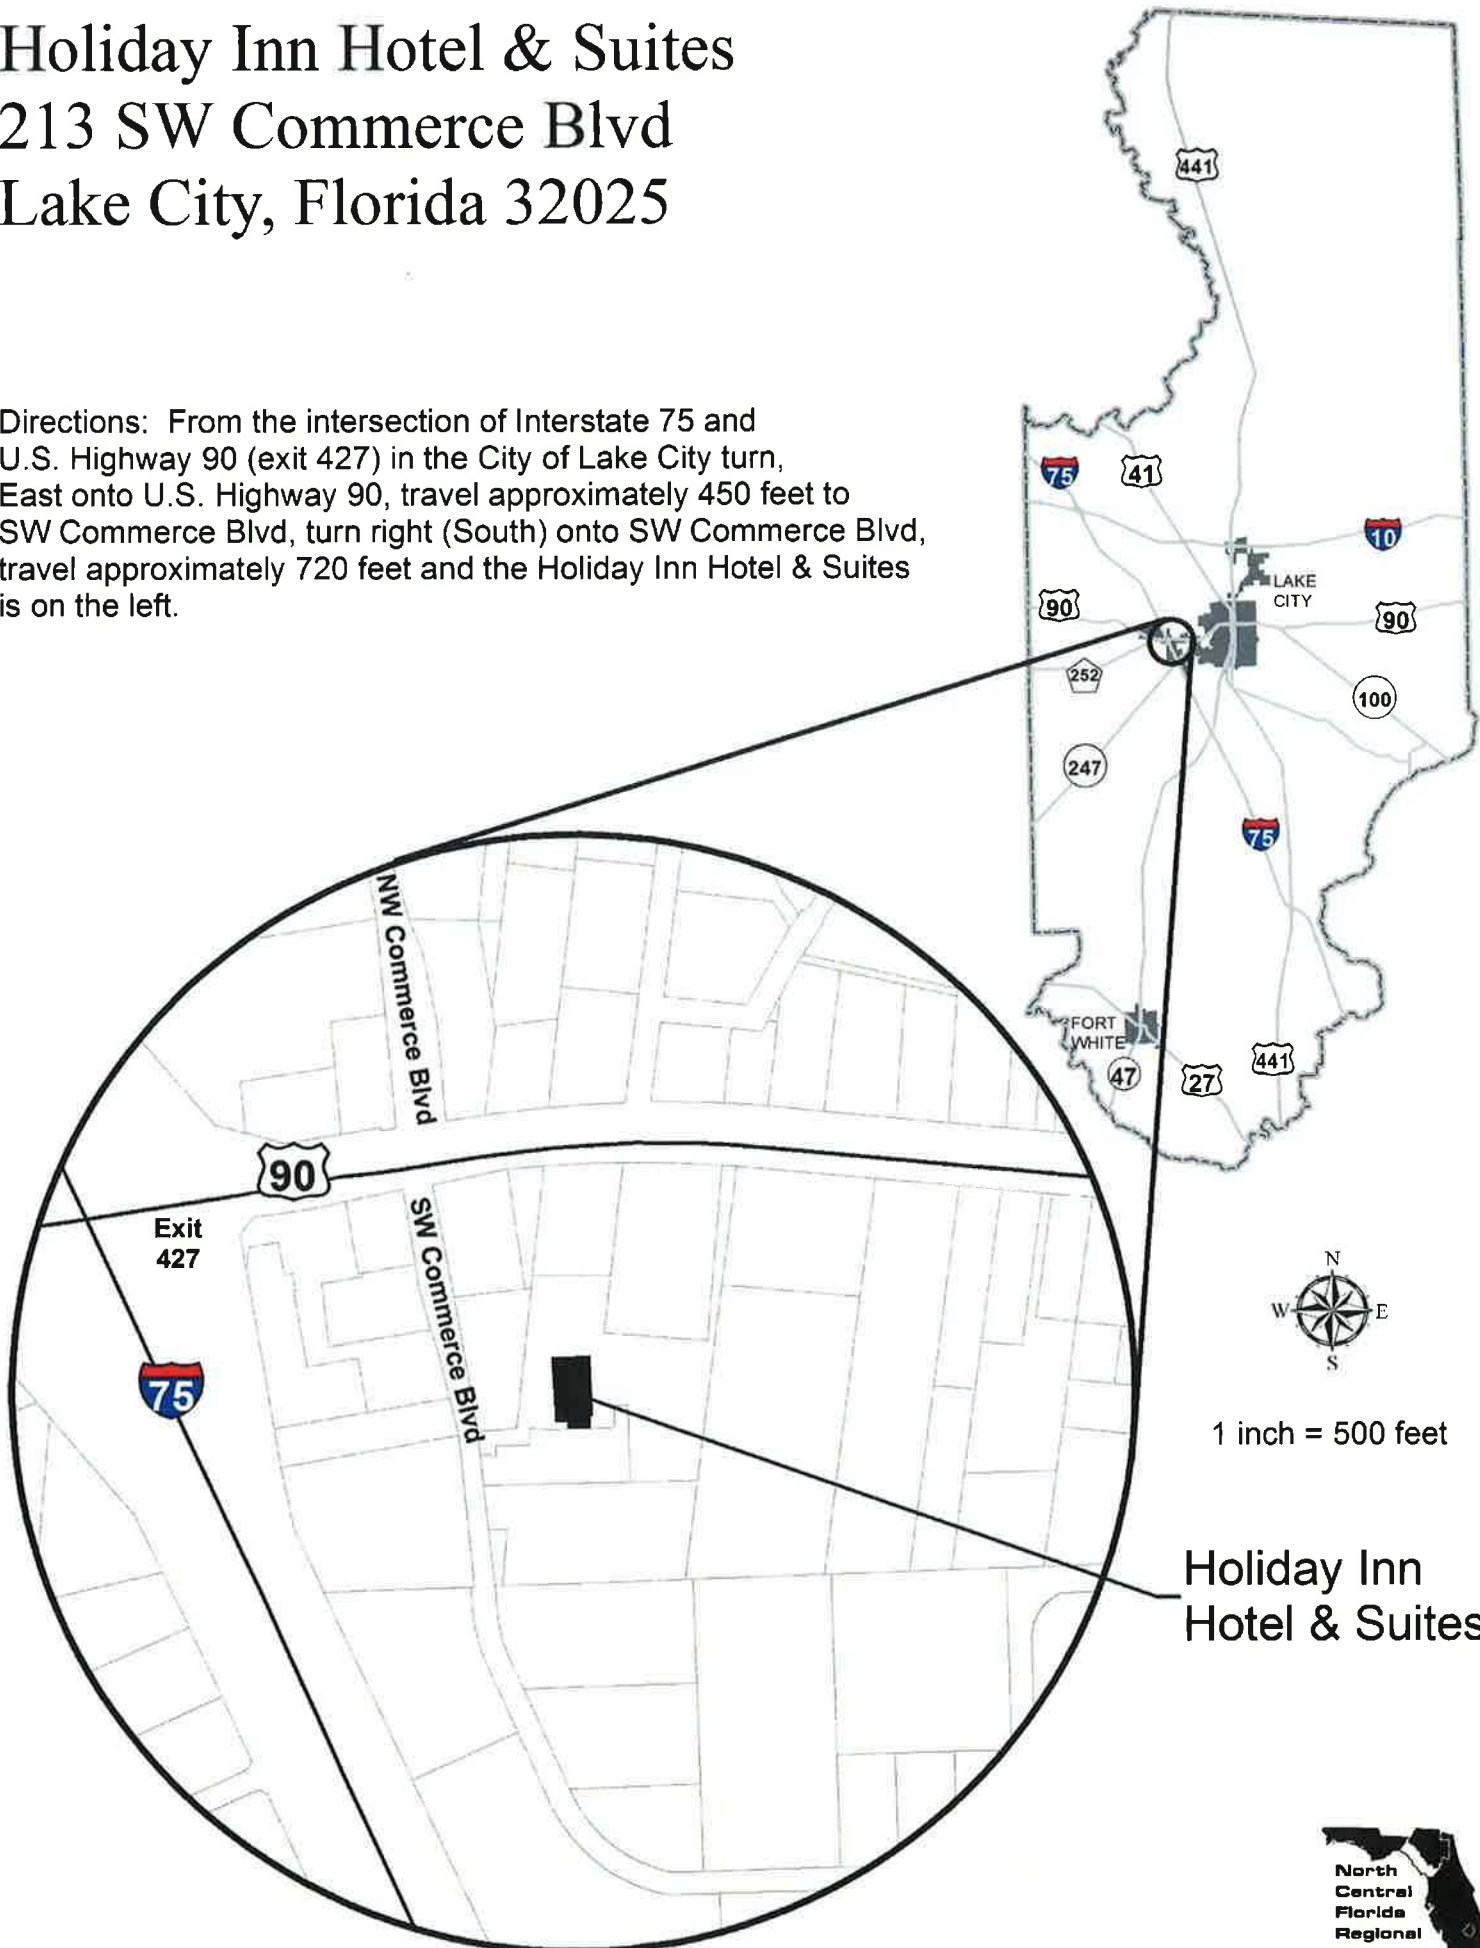 Holiday Inn Hotel & Suites
213 SW Commerce Blvd
Lake City, Florida 32025
Directions: From the intersection of Interstate 75 and
U.S. Highway 90 (exit 427) in the City of Lake City turn,
East onto U.S. Highway 90, travel approximately 450 feet to
SW Commerce Blvd, turn right (South) onto SW Commerce Blvd,
travel approximately 720 feet and the Holiday Inn Hotel & Suites
is on the left.
441
75
41
10
LAKE
CITY
90
90
252
100
247
75
FORT
WHITE
47
27
441
NW Commerce Blvd
90
Exit
427
SW Commerce Blvd
75
N
W
E
S
1 inch = 500 feet
Holiday Inn
Hotel & Suites
North
Central
Florida
Regional